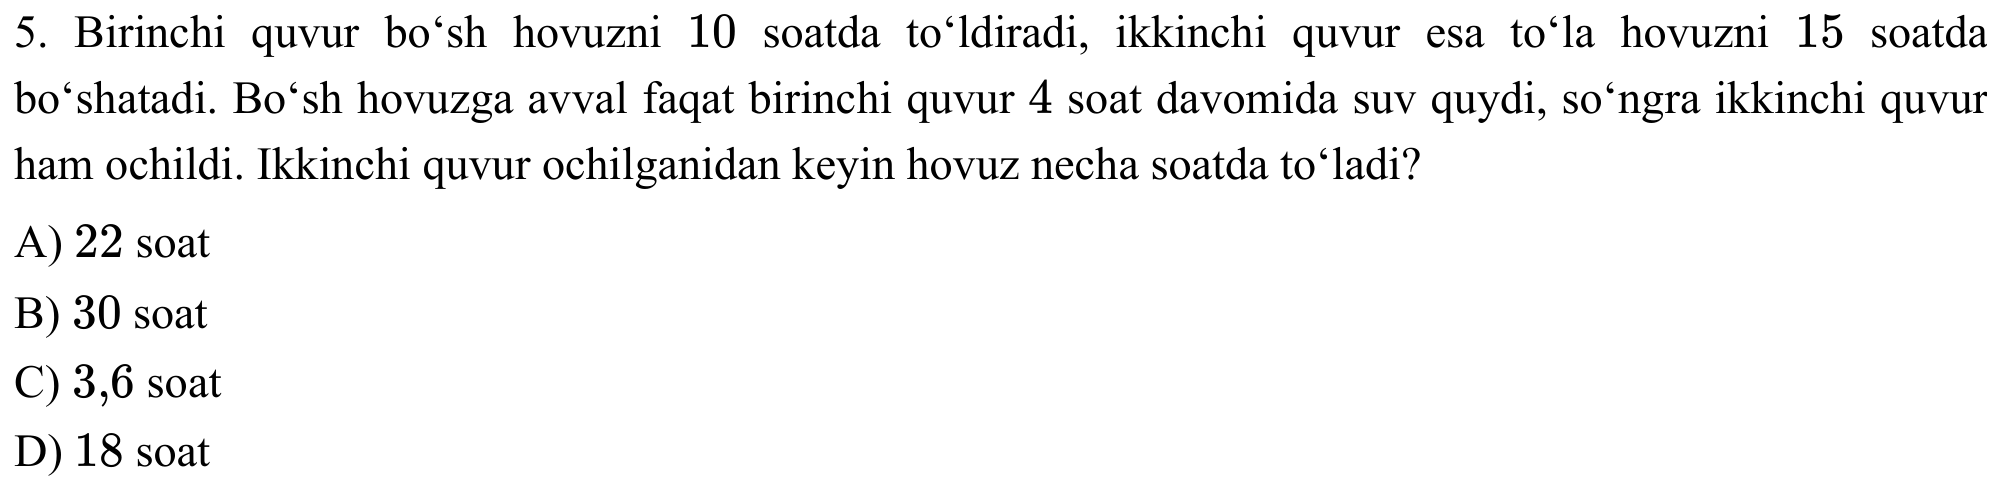 5. Birinchi quvur bo‘sh hovuzni 10 soatda to‘ldiradi, ikkinchi quvur esa to‘la hovuzni 15 soatda
bo‘shatadi. Bo‘sh hovuzga avval faqat birinchi quvur 4 soat davomida suv quydi, so‘ngra ikkinchi quvur
ham ochildi. Ikkinchi quvur ochilganidan keyin hovuz necha soatda to‘ladi?
A) 22 soat
B) 30 soat
C) 3,6 soat
D) 18 soat